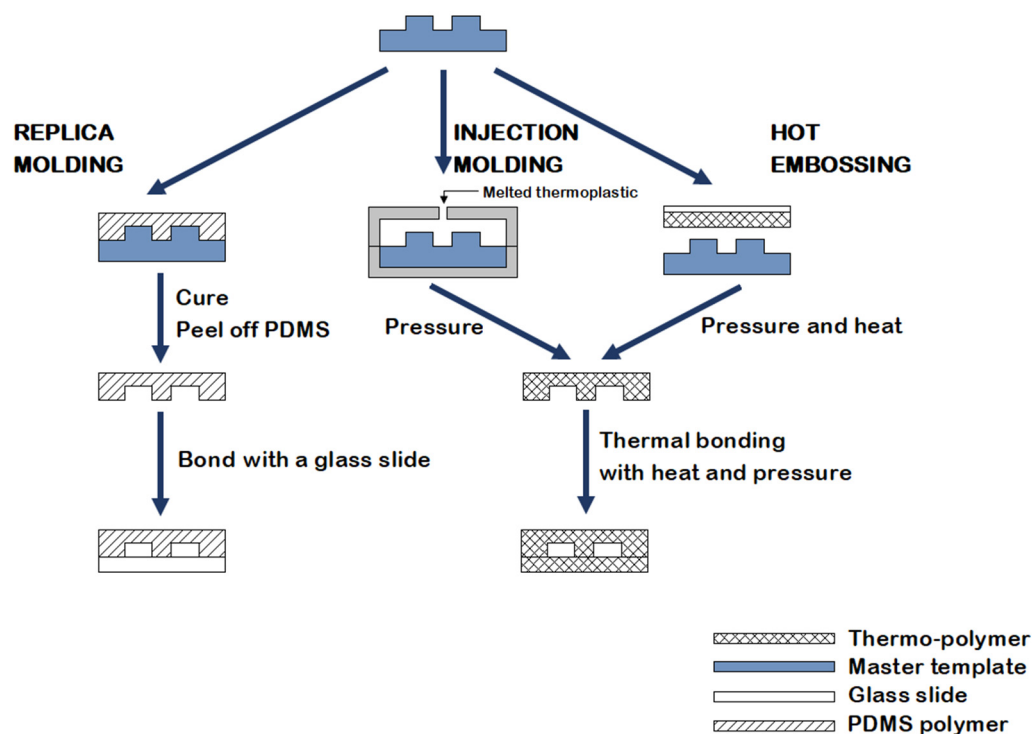 REPLICA
MOLDING
INJECTION
MOLDING
HOT
EMBOSSING
Melted thermoplastic
Cure
Peel off PDMS
Pressure
Pressure and heat
Bond with a glass slide
Thermal bonding
with heat and pressure
Thermo-polymer
Master template
Glass slide
PDMS polymer